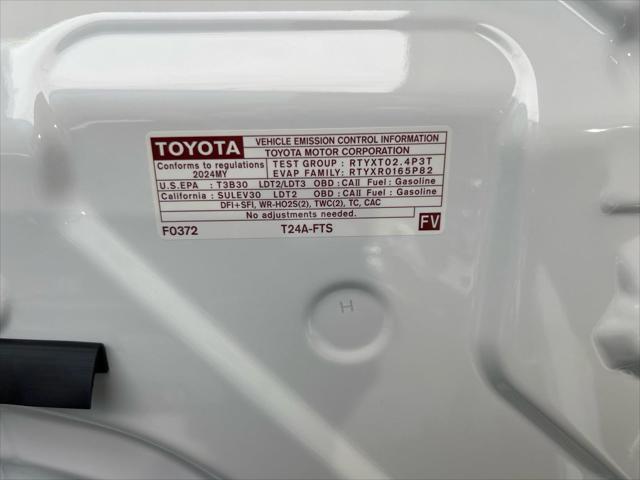 TOYOTA
VEHICLE EMISSION CONTROL INFORMATION
TOYOTA MOTOR CORPORATION
Conforms to regulations
2024MY
TEST GROUP : RTYXT02.4P3T
EVAP FAMILY: RTYXR0165P82
U.S.EPA : T3B30 LDT2/LDT3 OBD : CAII Fuel : Gasoline
California : SULEV30 LDT2 OBD : CAII Fuel : Gasoline
DFI+SFI, WR-HO2S(2), TWC(2), TC, CAC
No adjustments needed.
F0372 T24A-FTS FV
H